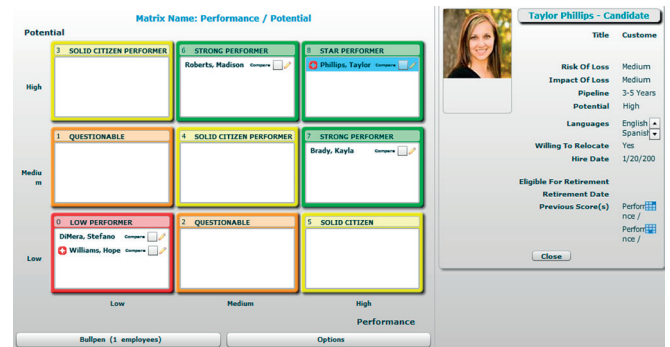 Matrix Name: Performance / Potential
Potential
3 SOLID CITIZEN PERFORMER
6 STRONG PERFORMER
Roberts, Madison Compare
8 STAR PERFORMER
Phillips, Taylor Compare
High
1 QUESTIONABLE
4 SOLID CITIZEN PERFORMER
7 STRONG PERFORMER
Brady, Kayla Compare
Mediu
m
0 LOW PERFORMER
DiMera, Stefano Compare
Williams, Hope Compare
2 QUESTIONABLE
5 SOLID CITIZEN
Low
Low Medium High
Performance
Bullpen (1 employees) Options
Taylor Phillips - Candidate
Title Custome
Risk Of Loss Medium
Impact Of Loss Medium
Pipeline 3-5 Years
Potential High
Languages English
Spanish
Willing To Relocate Yes
Hire Date 1/20/200
Eligible For Retirement
Retirement Date
Previous Score(s) Perform
nce /
Perform
nce /
Close